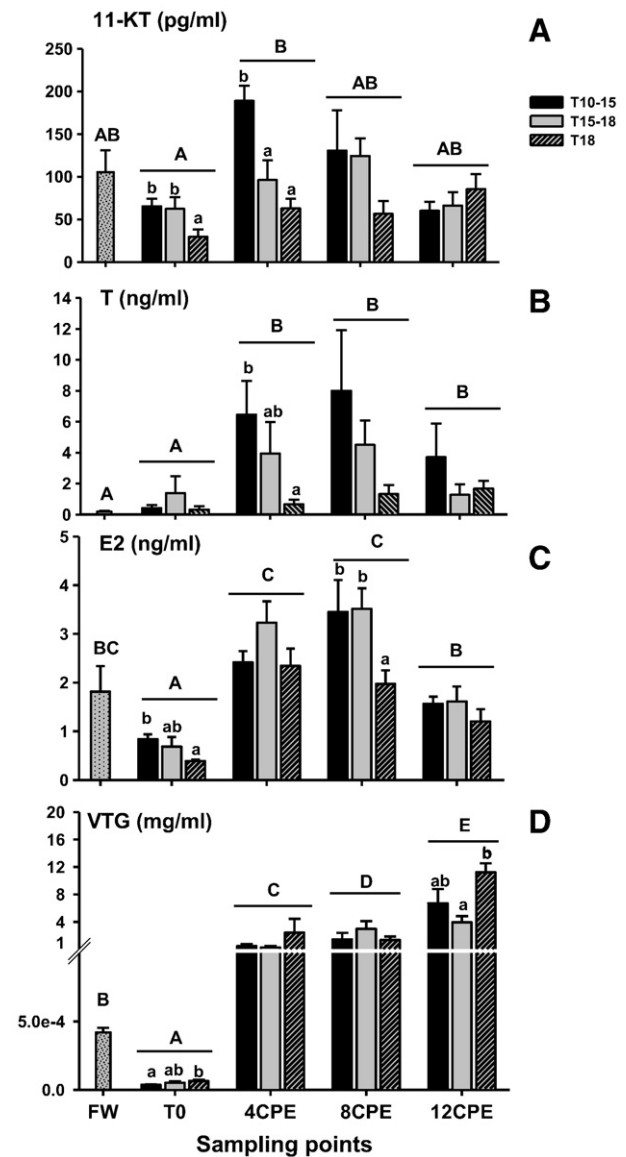 11-KT (pg/ml)
A
250
200
150
100
50
0
AB
A
b b a
B
b a a
AB
AB
T10-15
T15-18
T18
T (ng/ml)
B
14
12
10
8
6
4
2
0
A
A
B
b ab a
B
B
E2 (ng/ml)
C
5
4
3
2
1
0
BC
A
b ab a
C
C
b b a
B
VTG (mg/ml)
D
20
16
12
8
4
1
5.0e-4
0.0
B
A
a ab b
C
D
E
ab a b
FW T0 4CPE 8CPE 12CPE
Sampling points